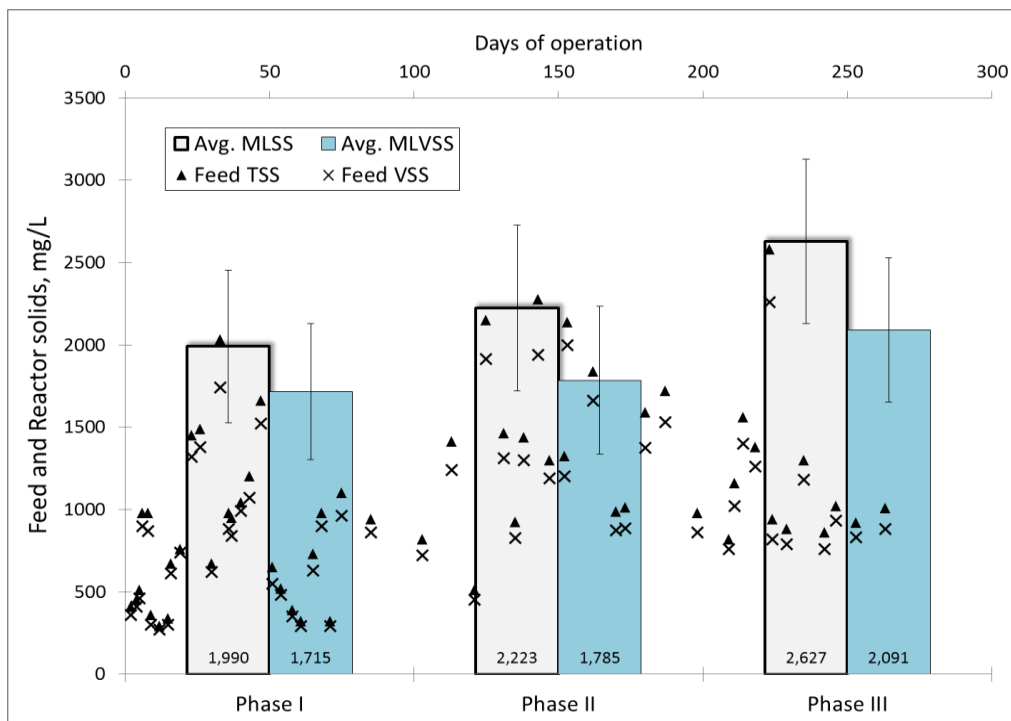 Days of operation
0 50 100 150 200 250 300
3500
3000
2500
2000
1500
1000
500
0
Feed and Reactor solids, mg/L
Avg. MLSS Avg. MLVSS
Feed TSS Feed VSS
1,990 1,715 2,223 1,785 2,627 2,091
Phase I Phase II Phase III